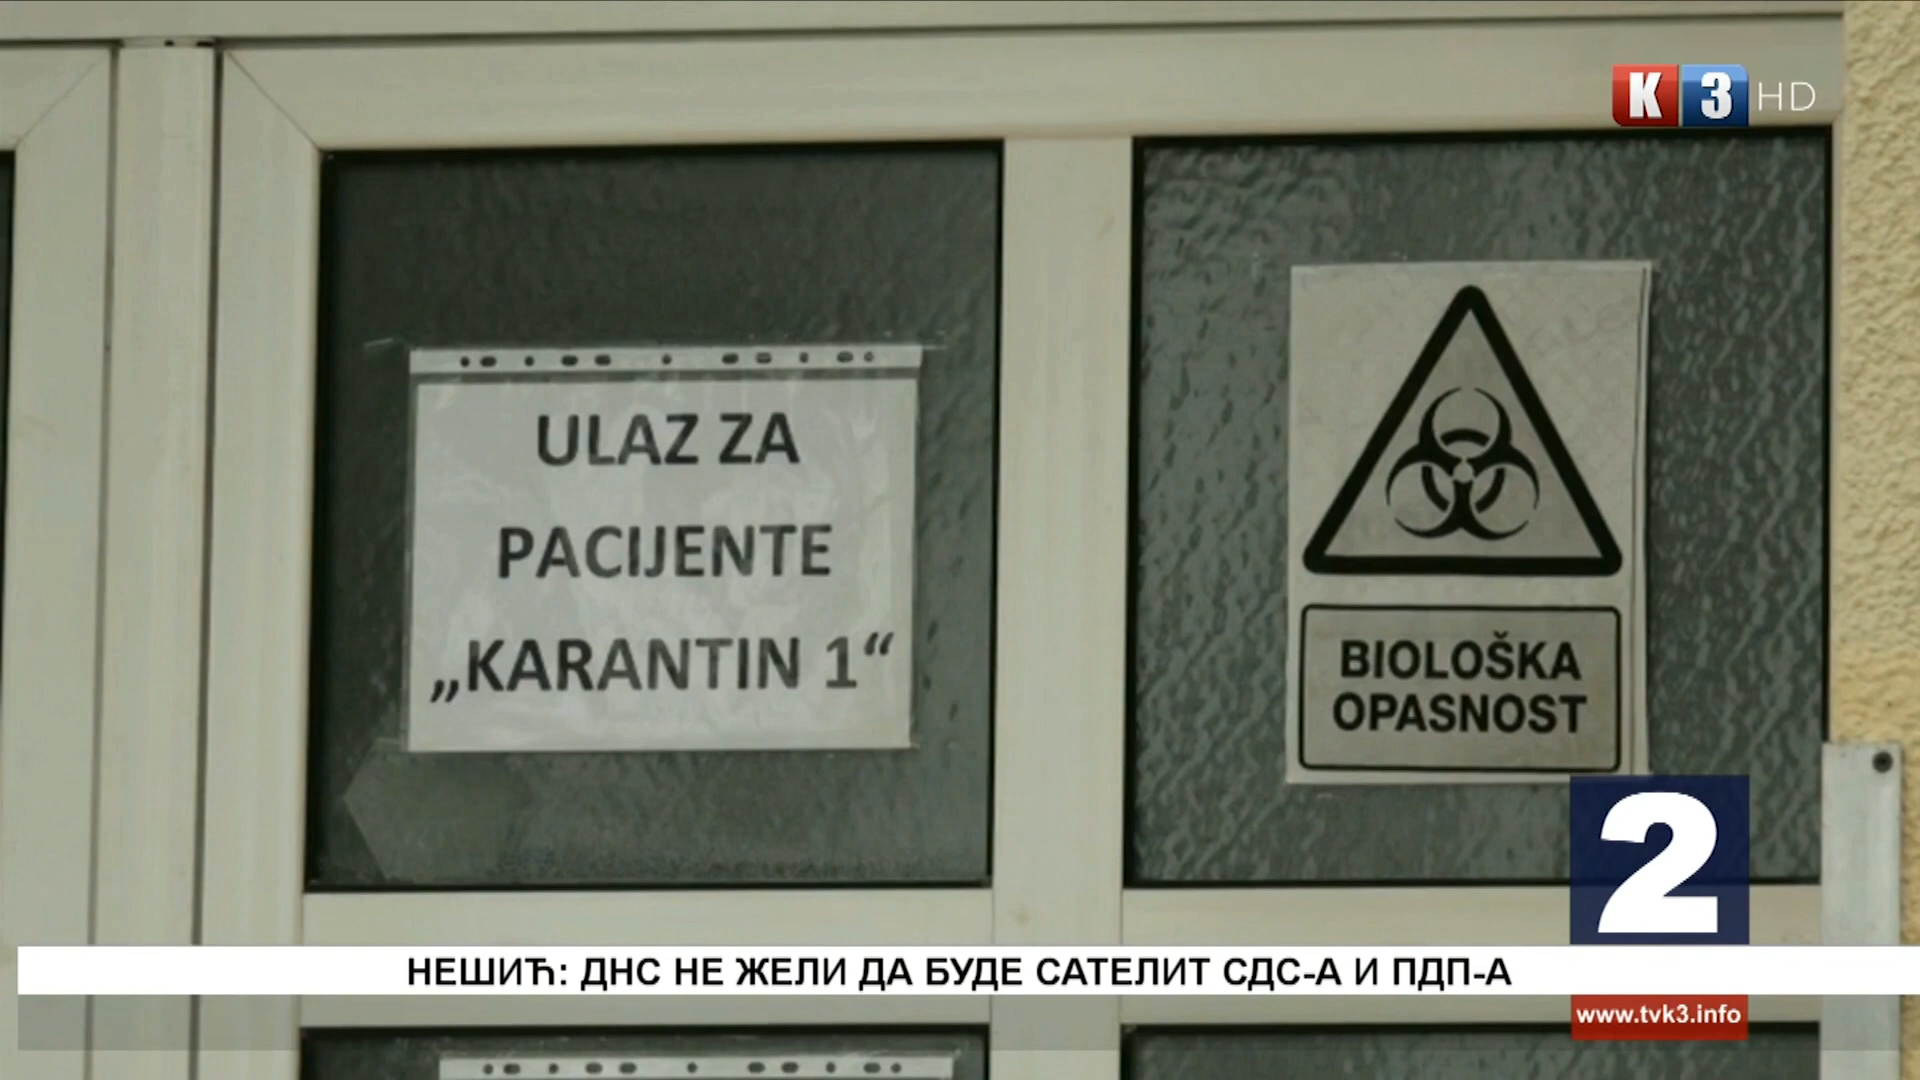 K 3 HD
ULAZ ZA
PACIJENTE
„KARANTIN 1“
BIOLOŠKA
OPASNOST
2
НЕШИЋ: ДНС НЕ ЖЕЛИ ДА БУДЕ САТЕЛИТ СДС-А И ПДП-А
www.tvk3.info